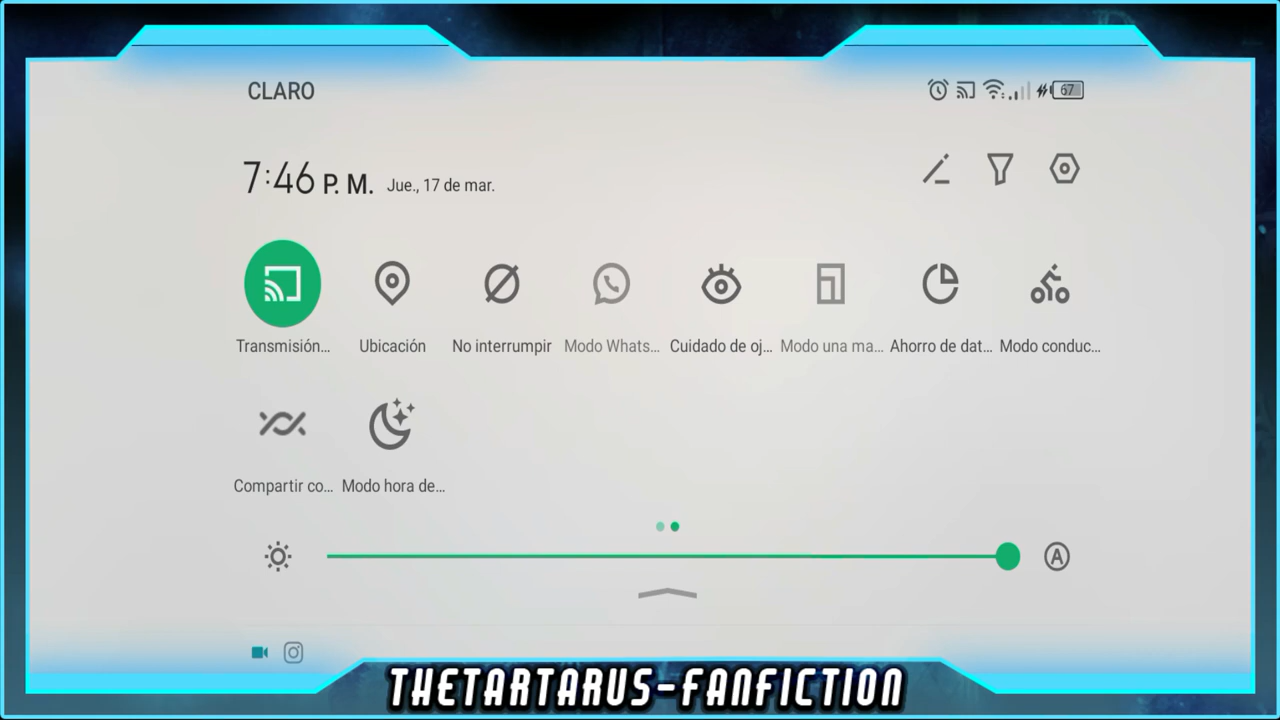 CLARO
67
7:46 P. M. Jue., 17 de mar.
Transmisión... Ubicación No interrumpir Modo Whats... Cuidado de oj... Modo una ma... Ahorro de dat... Modo conduc...
Compartir co... Modo hora de...
A
THETARTARUS-FANFICTION